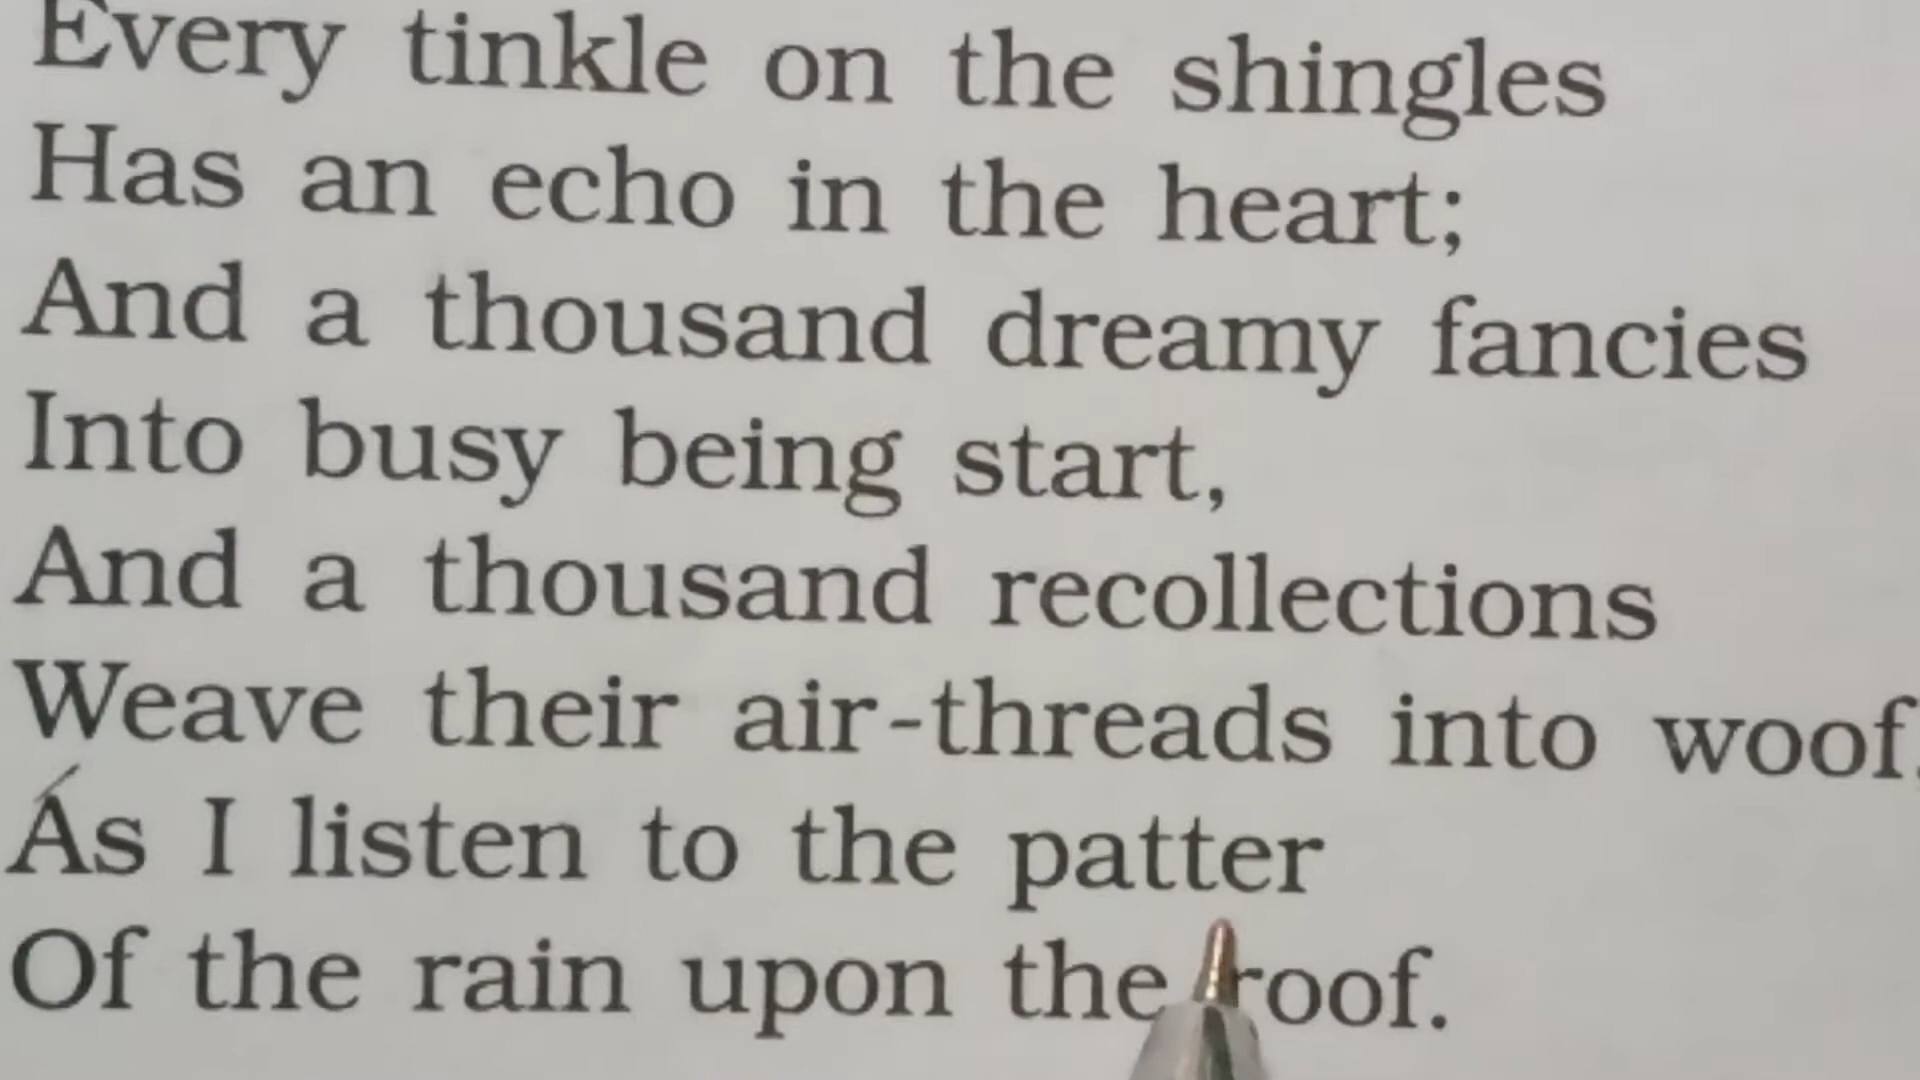 Every tinkle on the shingles
Has an echo in the heart;
And a thousand dreamy fancies
Into busy being start,
And a thousand recollections
Weave their air-threads into woof,
As I listen to the patter
Of the rain upon the roof.